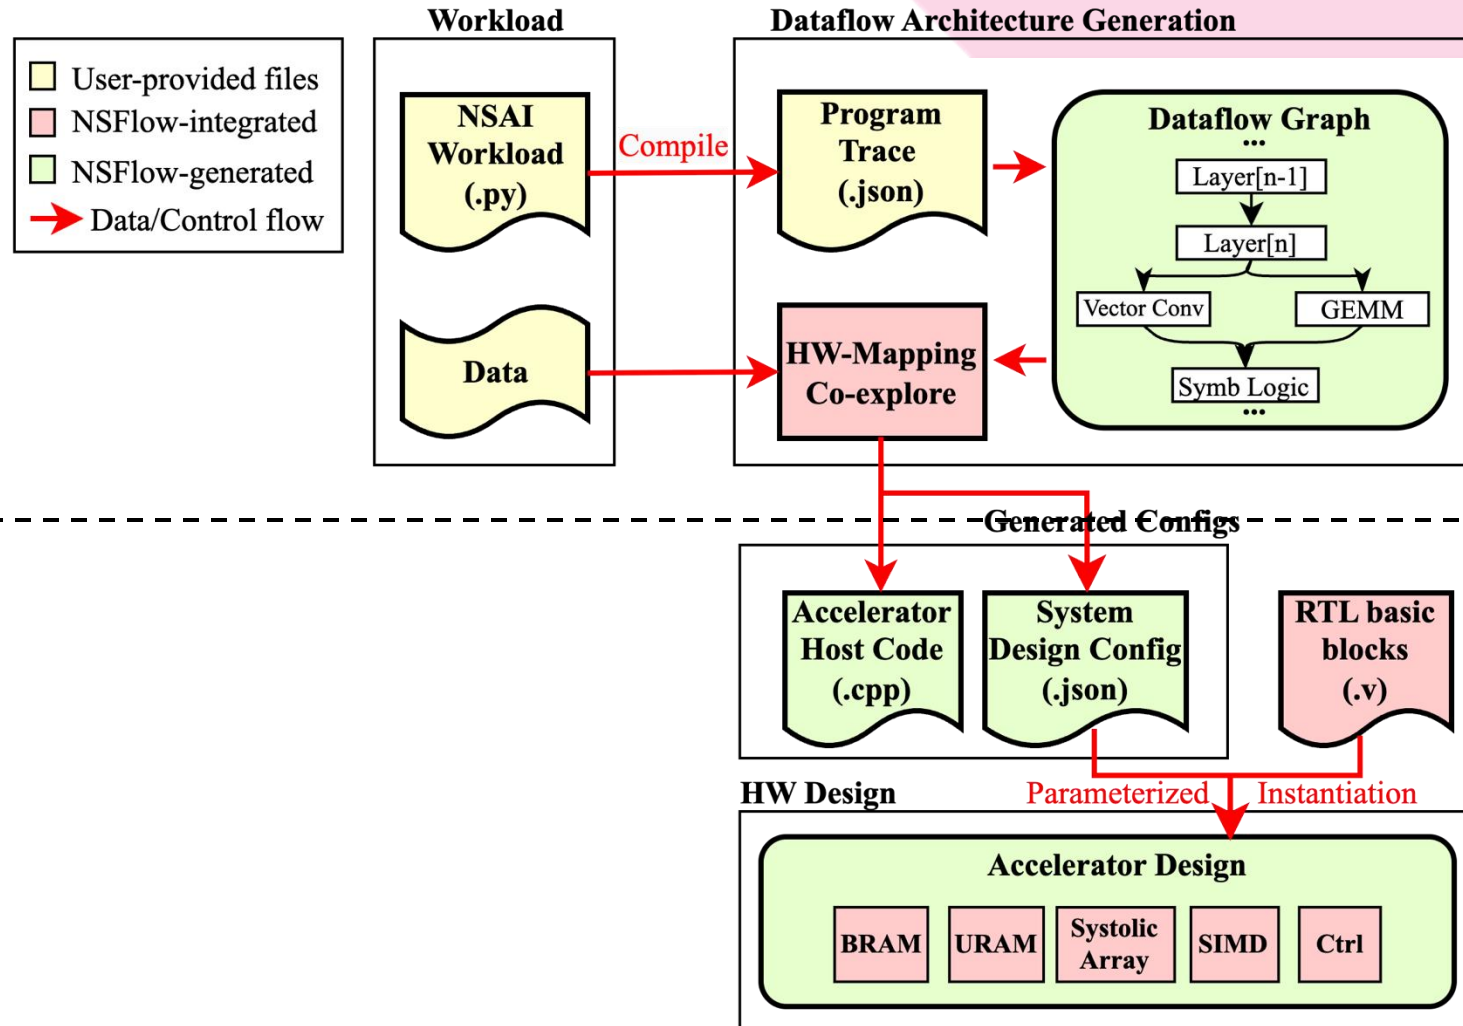 Workload
Dataflow Architecture Generation
User-provided files
NSFlow-integrated
NSFlow-generated
Data/Control flow
NSAI
Workload
(.py)
Compile
Program
Trace
(.json)
Dataflow Graph
...
Layer[n-1]
Layer[n]
Vector Conv
GEMM
Symb Logic
...
Data
HW-Mapping
Co-explore
Generated Configs
Accelerator
Host Code
(.cpp)
System
Design Config
(.json)
RTL basic
blocks
(.v)
HW Design
Parameterized
Instantiation
Accelerator Design
BRAM
URAM
Systolic
Array
SIMD
Ctrl